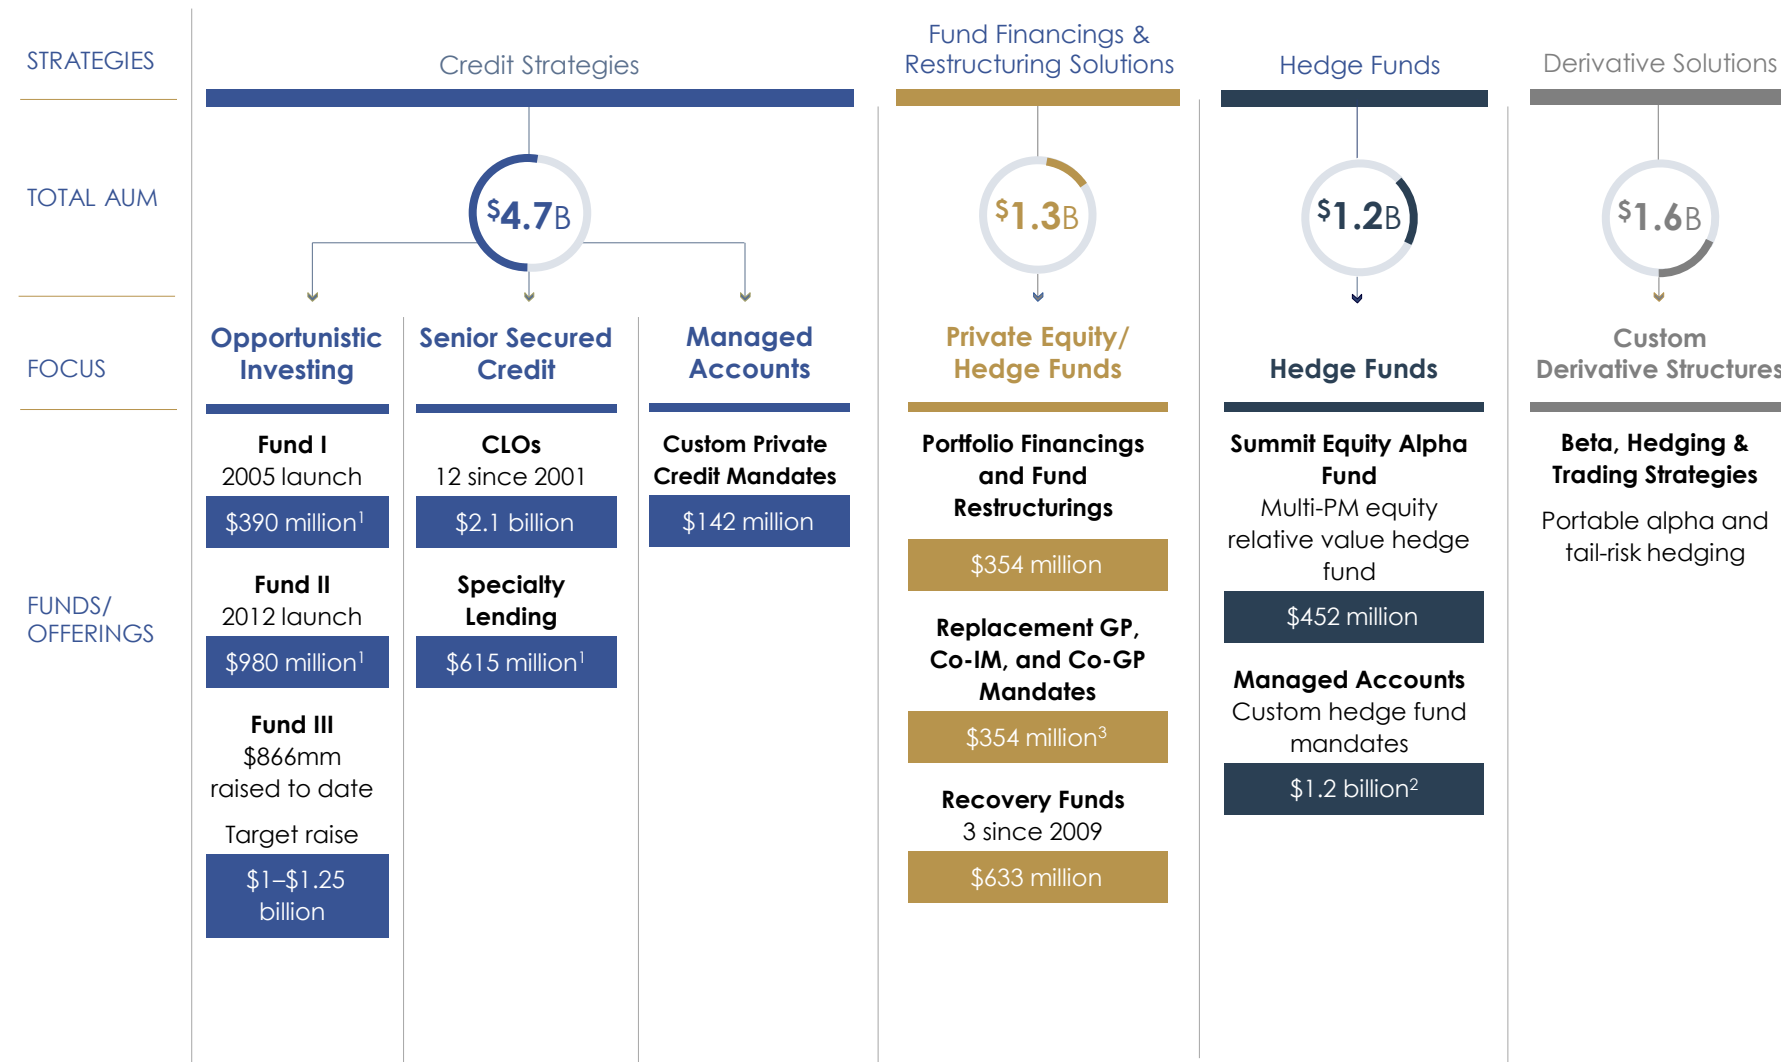 STRATEGIES
Credit Strategies
Fund Financings &
Restructuring Solutions
Hedge Funds
Derivative Solutions
TOTAL AUM
$4.7B
$1.3B
$1.2B
$1.6B
FOCUS
Opportunistic
Investing
Senior Secured
Credit
Managed
Accounts
Private Equity/
Hedge Funds
Hedge Funds
Custom
Derivative Structures
FUNDS/
OFFERINGS
Fund I
2005 launch
$390 million¹
Fund II
2012 launch
$980 million¹
Fund III
$866mm
raised to date
Target raise
$1–$1.25
billion
CLOs
12 since 2001
$2.1 billion
Specialty
Lending
$615 million¹
Custom Private
Credit Mandates
$142 million
Portfolio Financings
and Fund
Restructurings
$354 million
Replacement GP,
Co-IM, and Co-GP
Mandates
$354 million³
Recovery Funds
3 since 2009
$633 million
Summit Equity Alpha
Fund
Multi-PM equity
relative value hedge
fund
$452 million
Managed Accounts
Custom hedge fund
mandates
$1.2 billion²
Beta, Hedging &
Trading Strategies
Portable alpha and
tail-risk hedging